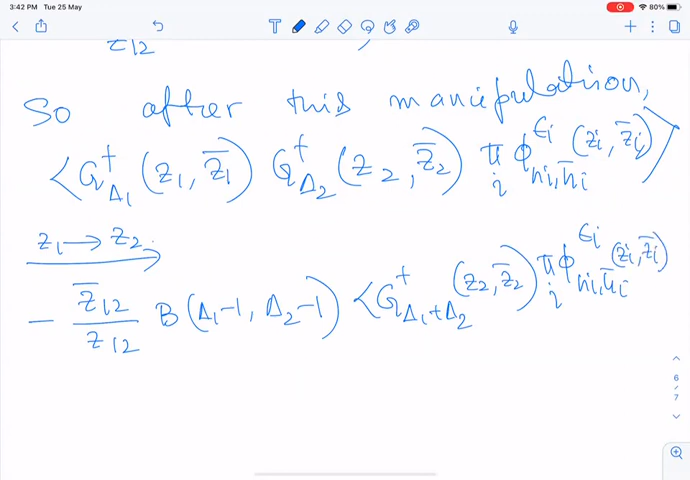 3:42 PM Tue 25 May
80%
T
z12
So after this manipulation,
< G^+_{Δ1} (z1, z̄1) G^+_{Δ2} (z2, z̄2) π_i ϕ^{ϵi}_{hi, h̄i} (zi, z̄i) >
z1 → z2
- z̄12/z12 B(Δ1-1, Δ2-1) < G^+_{Δ1+Δ2} (z2, z̄2) π_i ϕ^{ϵi}_{hi, h̄i} (zi, z̄i)
6
/
7